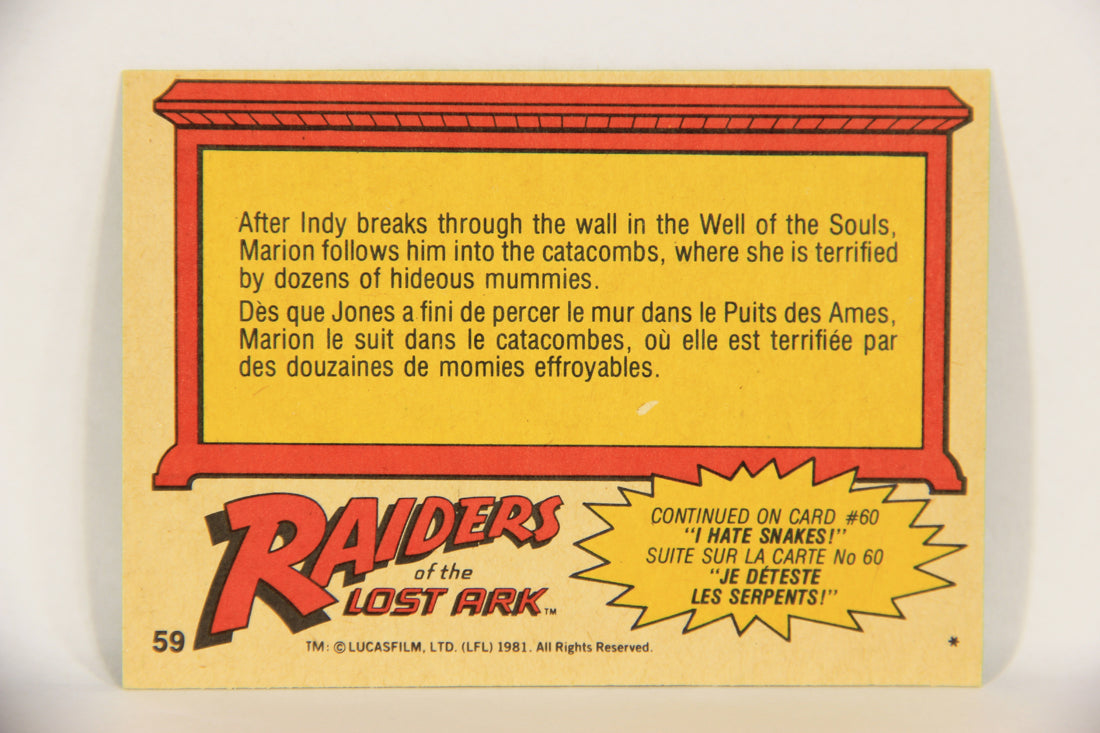 After Indy breaks through the wall in the Well of the Souls,
Marion follows him into the catacombs, where she is terrified
by dozens of hideous mummies.
Dès que Jones a fini de percer le mur dans le Puits des Ames,
Marion le suit dans le catacombes, où elle est terrifiée par
des douzaines de momies effroyables.
RAIDERS
of the
LOST ARK TM
CONTINUED ON CARD #60
"I HATE SNAKES!"
SUITE SUR LA CARTE No 60
"JE DÉTESTE
LES SERPENTS!"
59
TM: © LUCASFILM, LTD. (LFL) 1981. All Rights Reserved.
*